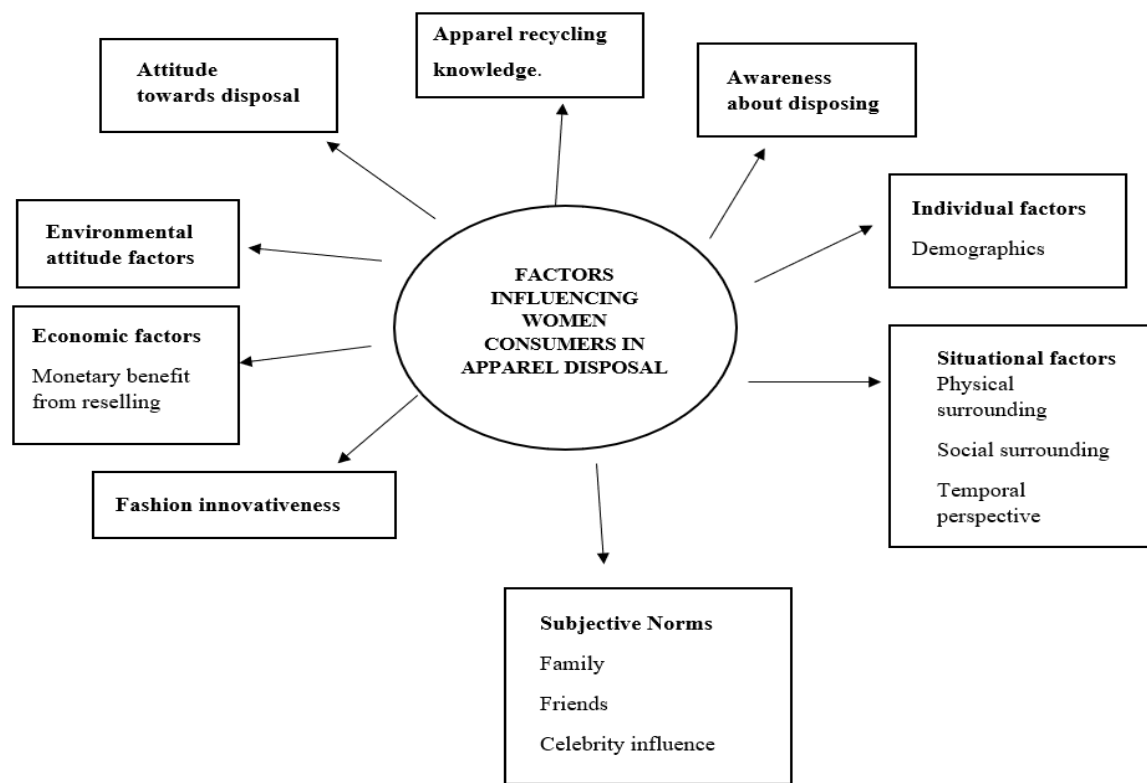 Apparel recycling
knowledge.
Attitude
towards disposal
Awareness
about disposing
Individual factors
Demographics
Environmental
attitude factors
FACTORS
INFLUENCING
WOMEN
CONSUMERS IN
APPAREL DISPOSAL
Economic factors
Monetary benefit
from reselling
Situational factors
Physical
surrounding
Social surrounding
Temporal
perspective
Fashion innovativeness
Subjective Norms
Family
Friends
Celebrity influence